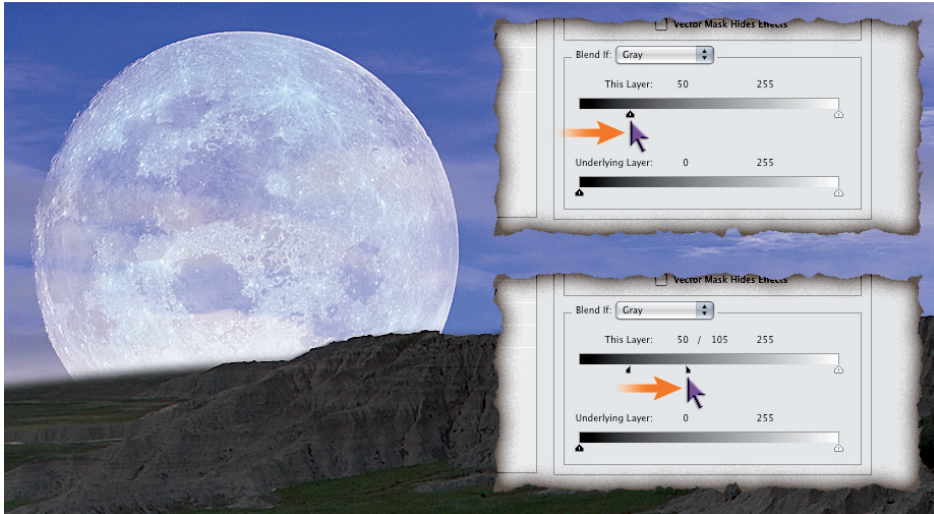 Vector Mask Hides Effects
Blend If: Gray
This Layer: 50 255
Underlying Layer: 0 255
Vector Mask Hides Effects
Blend If: Gray
This Layer: 50 / 105 255
Underlying Layer: 0 255